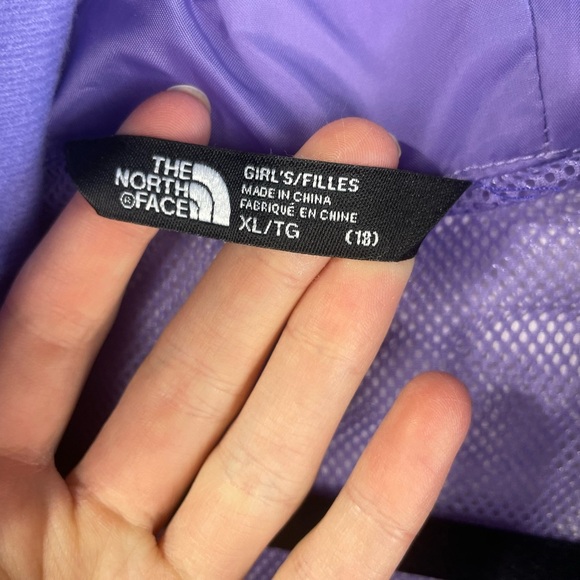 THE
NORTH
®FACE
GIRL'S/FILLES
MADE IN CHINA
FABRIQUÉ EN CHINE
XL/TG (18)